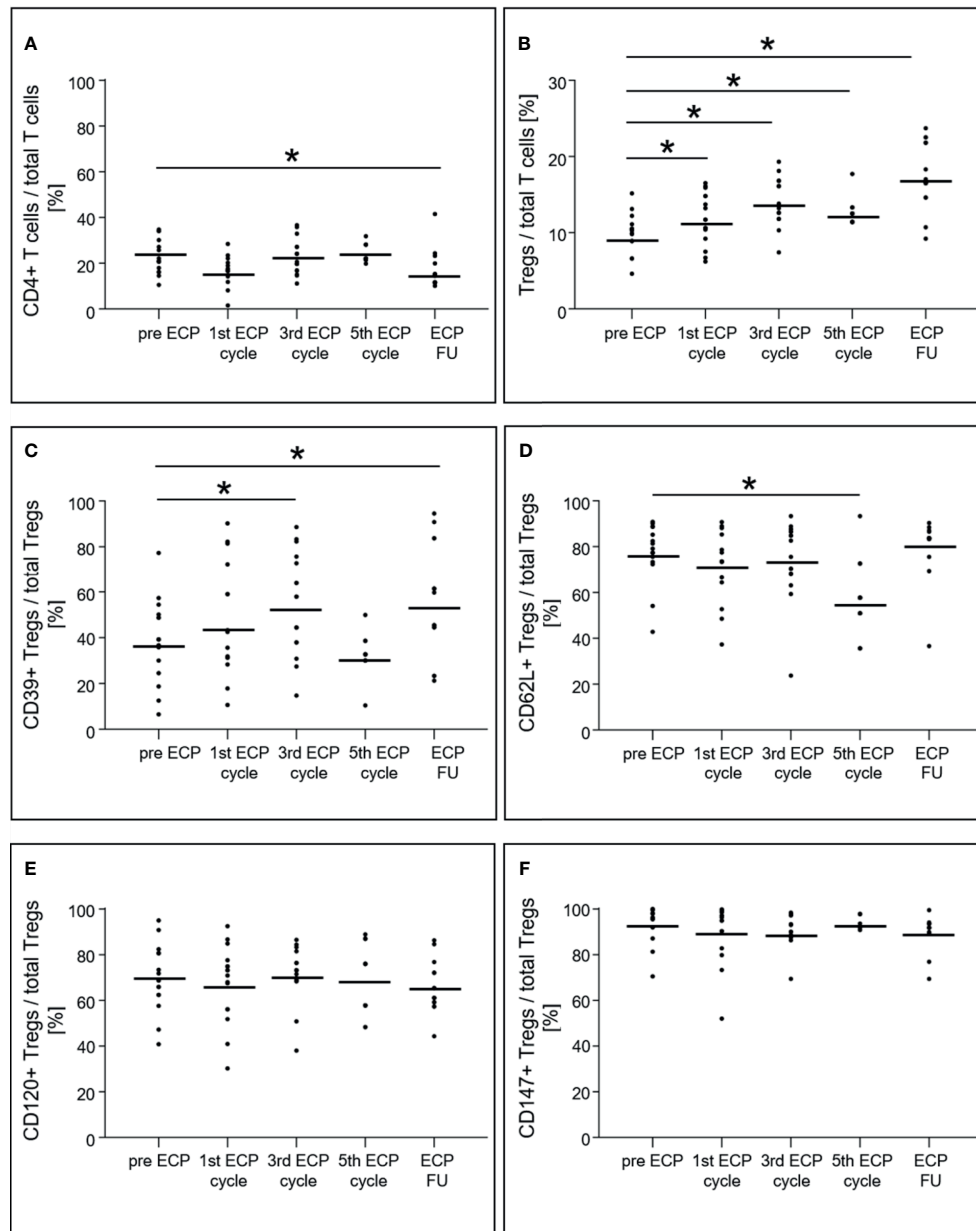 A
CD4+ T cells / total T cells
[%]
100
80
60
40
20
0
*
pre ECP
1st ECP
cycle
3rd ECP
cycle
5th ECP
cycle
ECP
FU
B
Tregs / total T cells [%]
30
20
10
0
*
*
*
*
pre ECP
1st ECP
cycle
3rd ECP
cycle
5th ECP
cycle
ECP
FU
C
CD39+ Tregs / total Tregs
[%]
100
80
60
40
20
0
*
*
pre ECP
1st ECP
cycle
3rd ECP
cycle
5th ECP
cycle
ECP
FU
D
CD62L+ Tregs / total Tregs
[%]
100
80
60
40
20
0
*
pre ECP
1st ECP
cycle
3rd ECP
cycle
5th ECP
cycle
ECP
FU
E
CD120+ Tregs / total Tregs
[%]
100
80
60
40
20
0
pre ECP
1st ECP
cycle
3rd ECP
cycle
5th ECP
cycle
ECP
FU
F
CD147+ Tregs / total Tregs
[%]
100
80
60
40
20
0
pre ECP
1st ECP
cycle
3rd ECP
cycle
5th ECP
cycle
ECP
FU